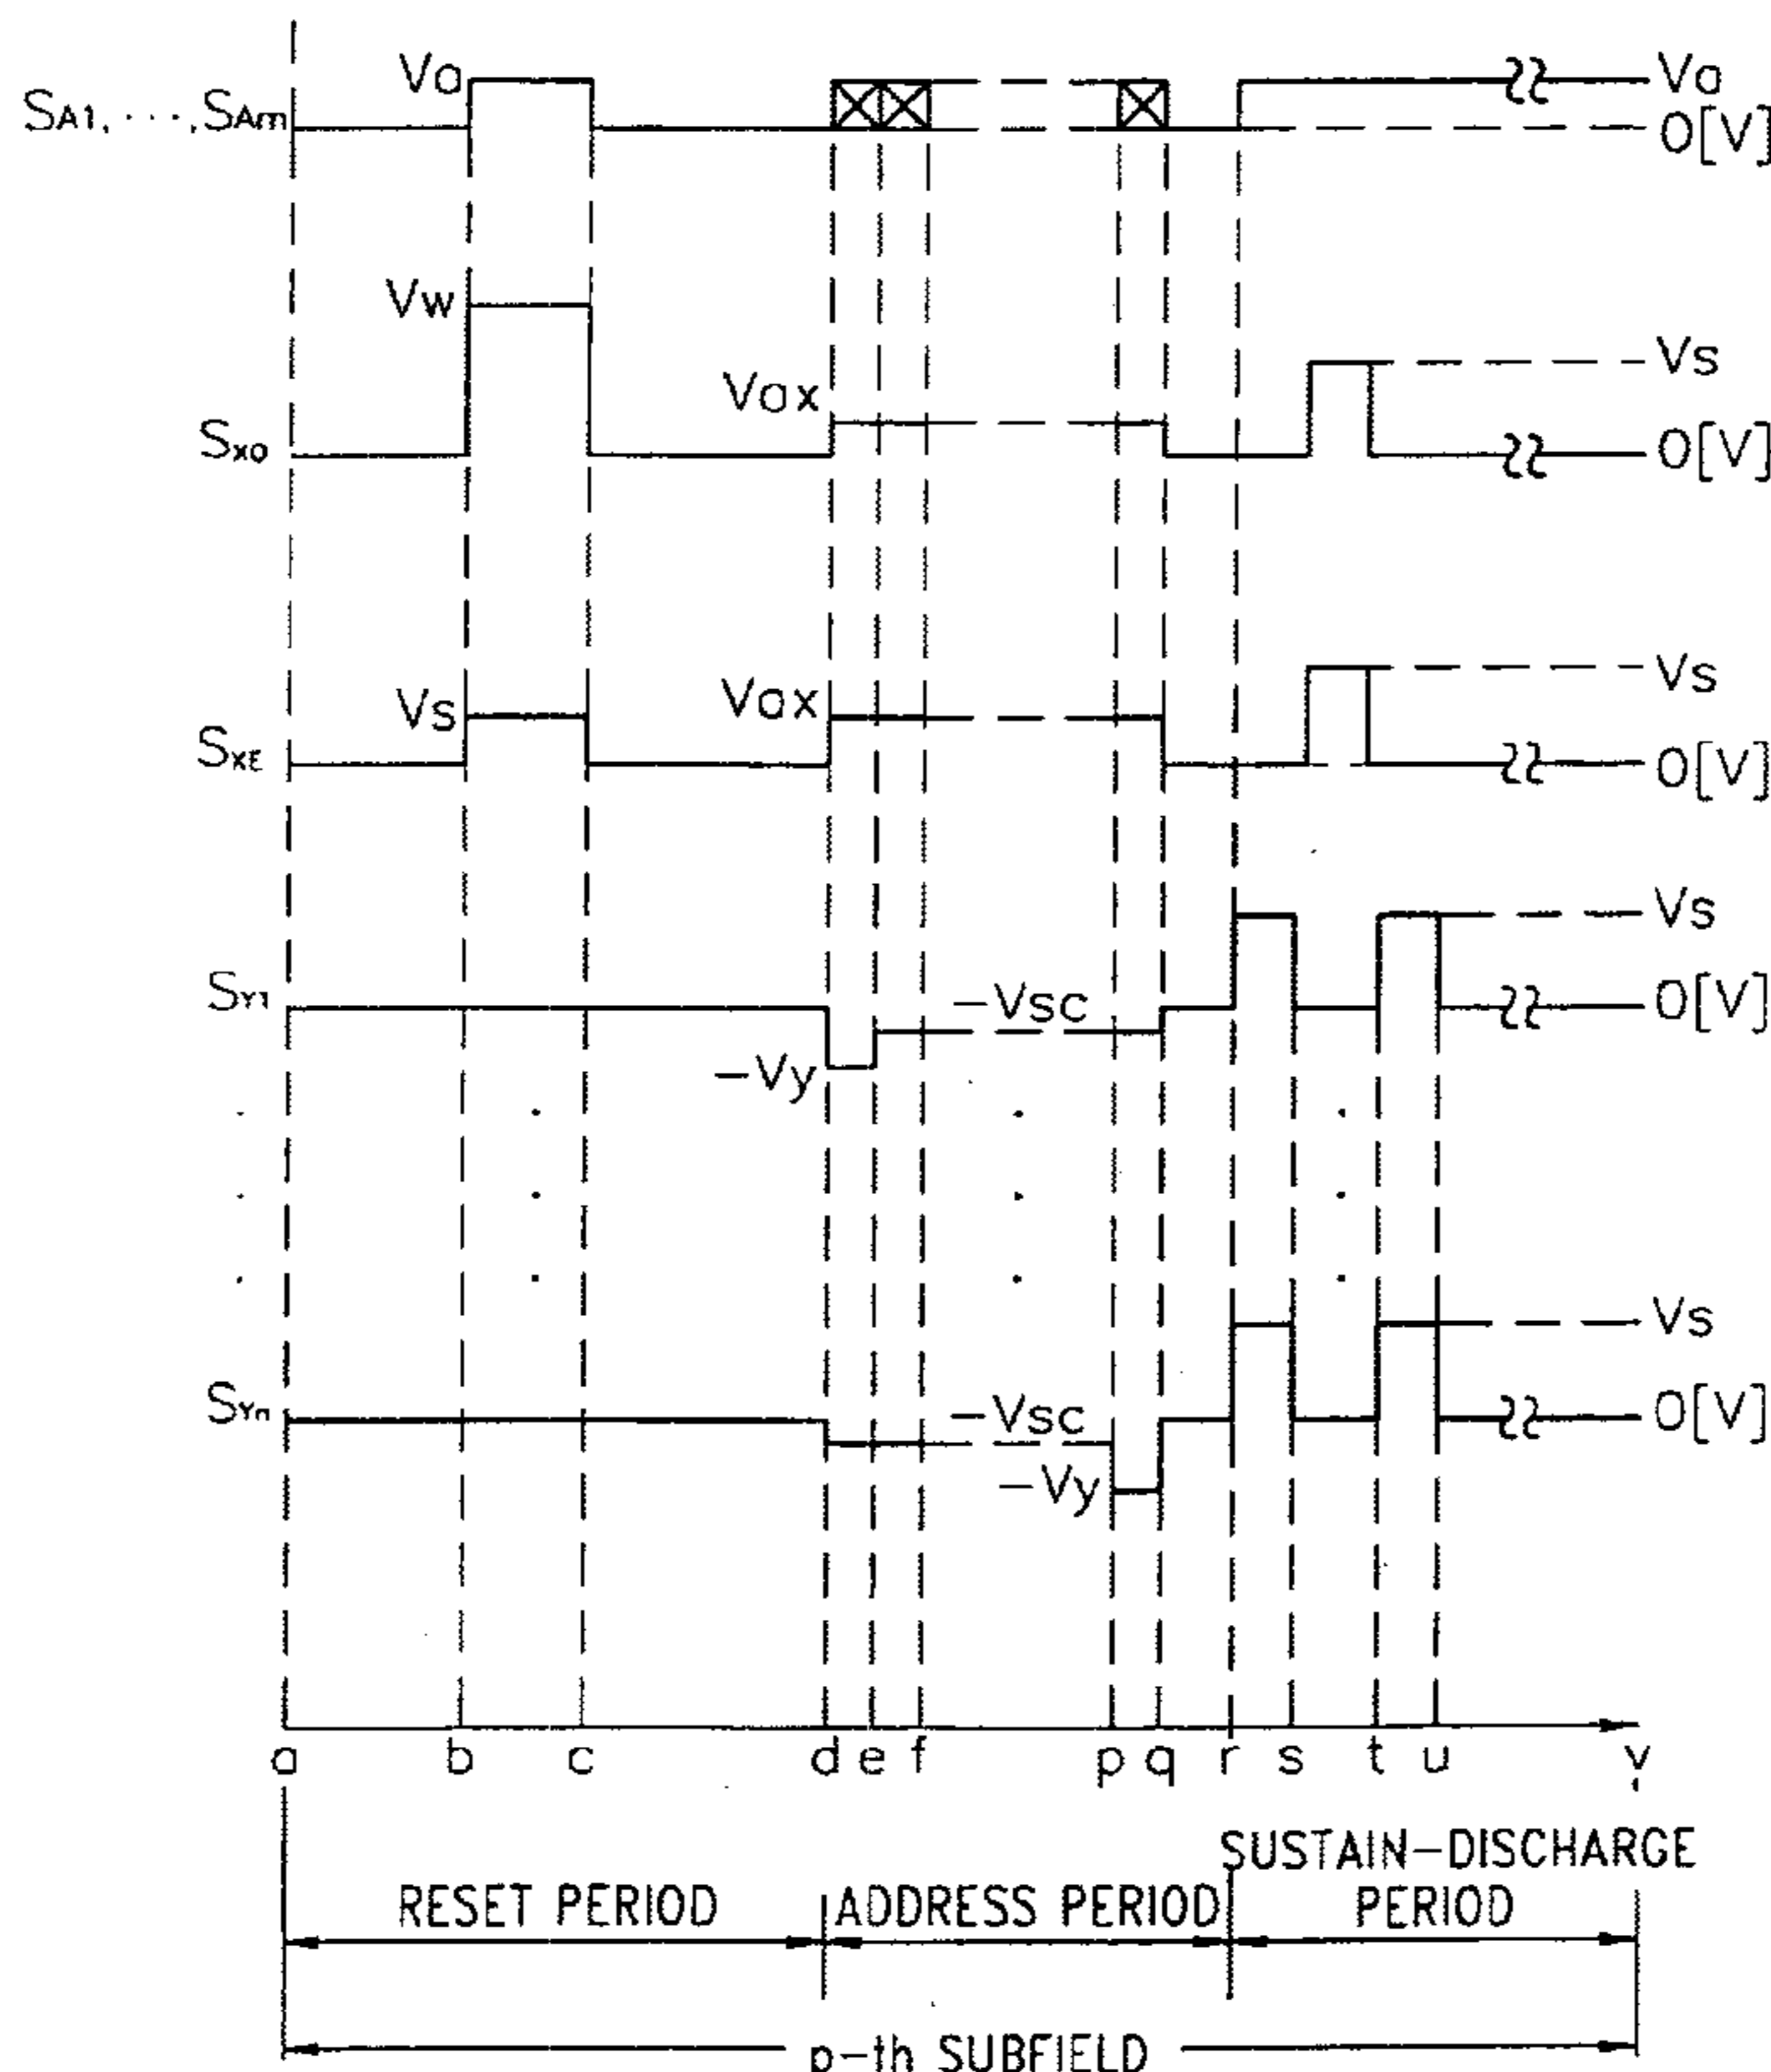 Va
Va
SA1, ···, SAm
0[V]
Vw
Vs
Vax
SXO
0[V]
Vs
Vs
Vax
SXE
0[V]
Vs
SY1
-Vsc
0[V]
-Vy
Vs
SYn
-Vsc
0[V]
-Vy
a b c d e f p q r s t u v
SUSTAIN-DISCHARGE
RESET PERIOD ADDRESS PERIOD PERIOD
p-th SUBFIELD